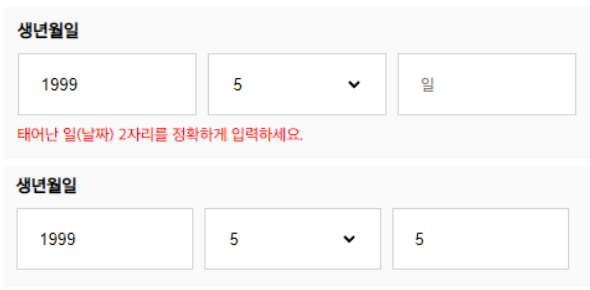 생년월일
1999 5 일
태어난 일(날짜) 2자리를 정확하게 입력하세요.
생년월일
1999 5 5